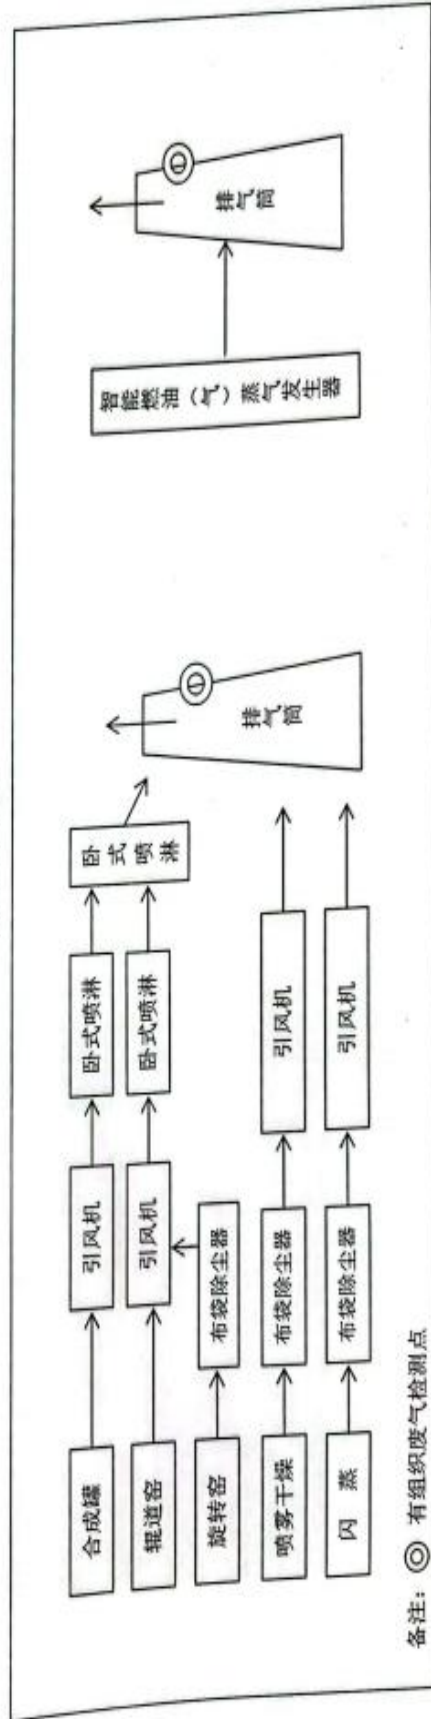 合成罐
引风机
卧式喷淋
卧式喷淋
辊道窑
引风机
卧式喷淋
旋转窑
布袋除尘器
喷雾干燥
布袋除尘器
引风机
闪蒸
布袋除尘器
引风机
排气筒
智能燃油（气）蒸气发生器
排气筒
备注：◎ 有组织废气检测点